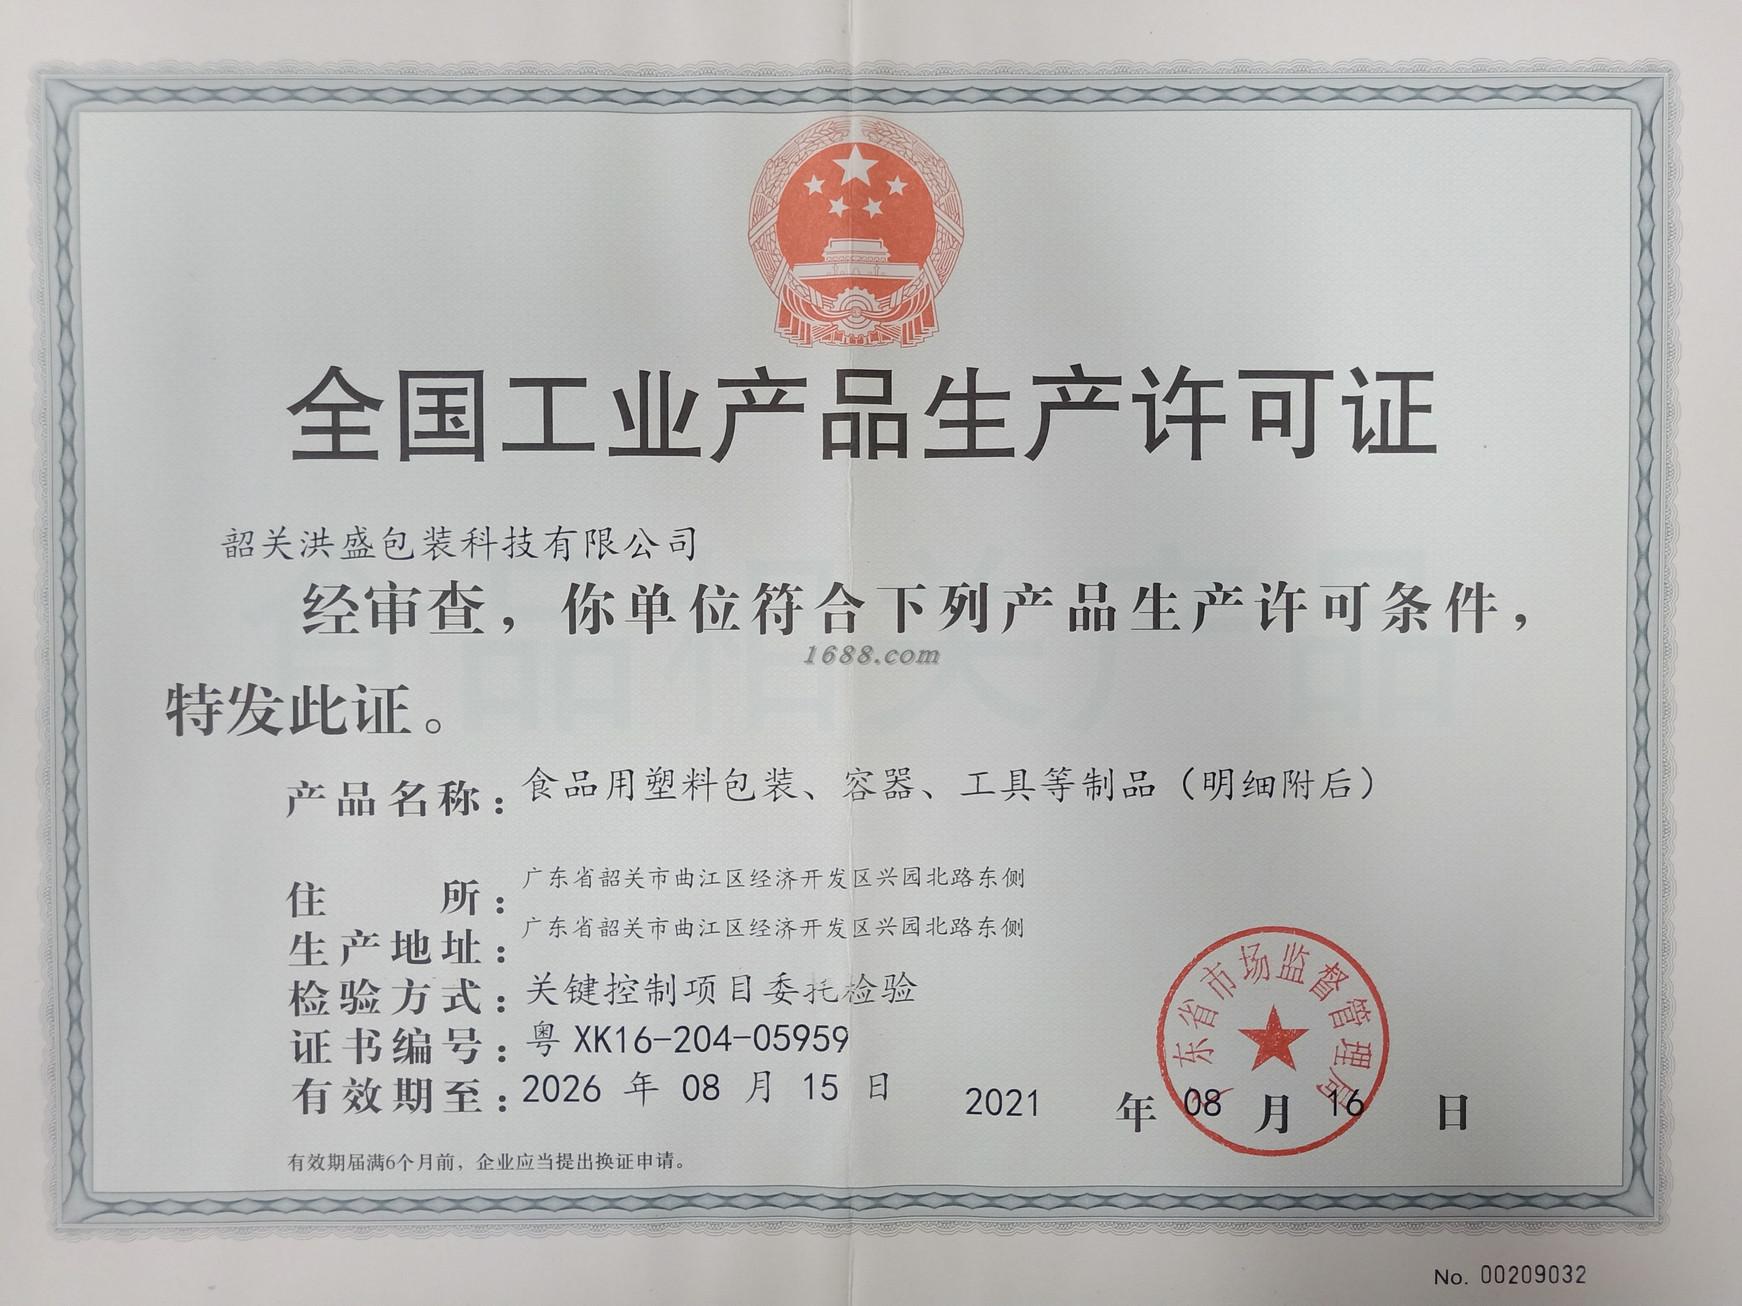 全国工业产品生产许可证
韶关洪盛包装科技有限公司
经审查，你单位符合下列产品生产许可条件，
1688.com
特发此证。
产品名称：食品用塑料包装、容器、工具等制品（明细附后）
住所：广东省韶关市曲江区经济开发区兴园北路东侧
生产地址：广东省韶关市曲江区经济开发区兴园北路东侧
检验方式：关键控制项目委托检验
证书编号：粤 XK16-204-05959
有效期至：2026 年 08 月 15 日
广东省市场监督管理局
2021 年 08 月 16 日
有效期届满6个月前，企业应当提出换证申请。
No. 00209032